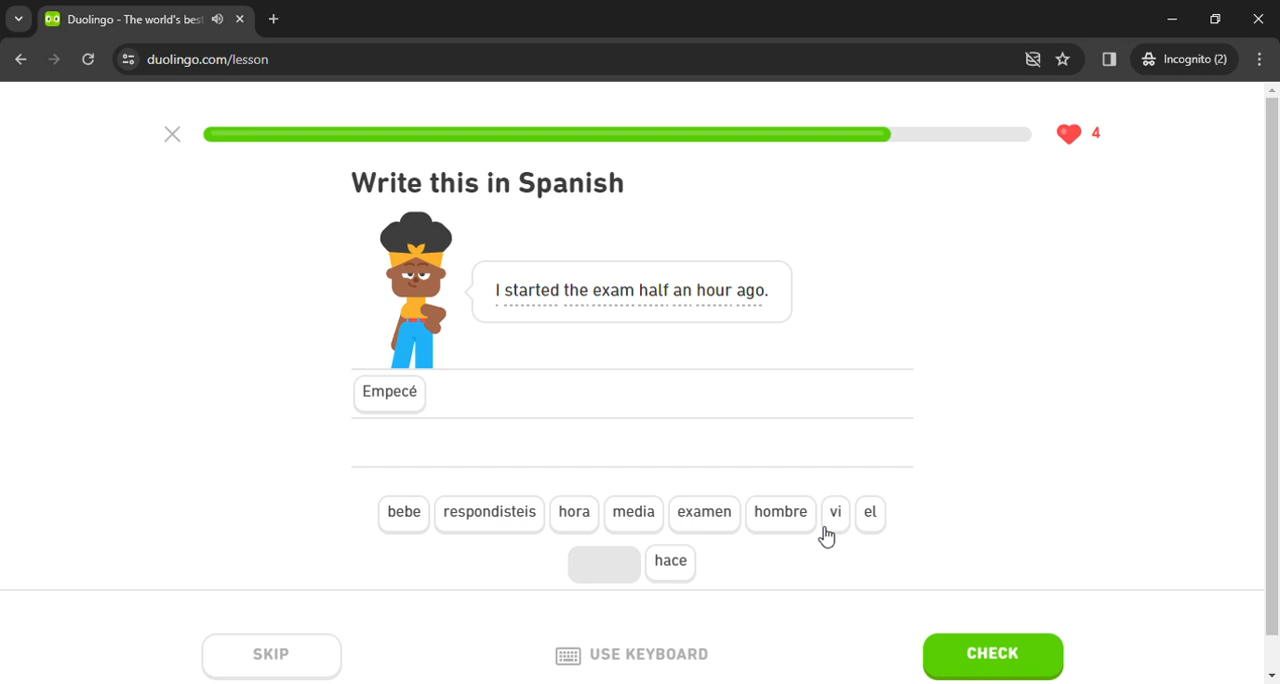 Duolingo - The world's bes
duolingo.com/lesson
Incognito (2)
4
Write this in Spanish
I started the exam half an hour ago.
Empecé
bebe respondisteis hora media examen hombre vi el
hace
SKIP USE KEYBOARD CHECK